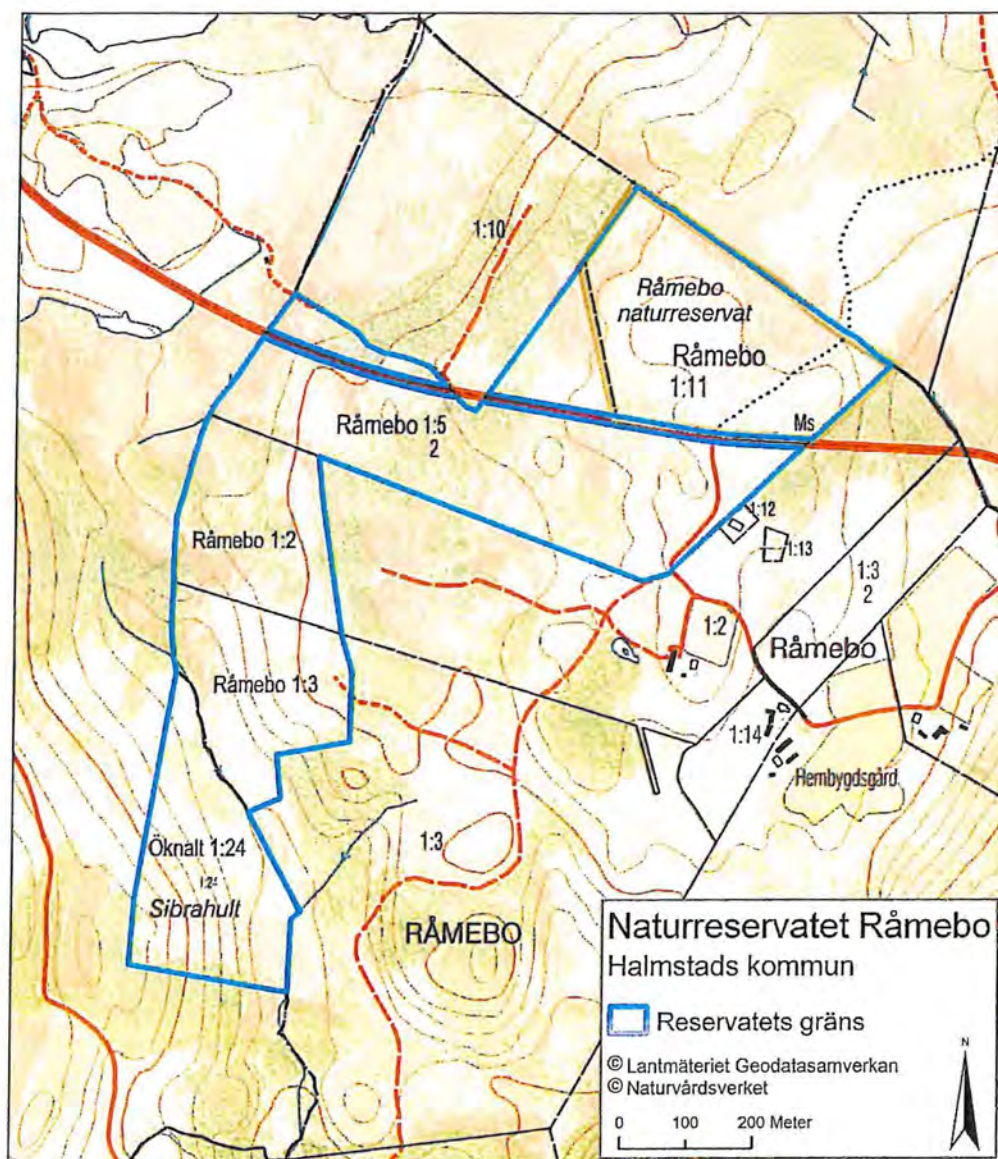 1:10
Råmebo
naturreservat
Råmebo
1:11
Ms
Råmebo 1:5
2
1:12
1:13
Råmebo 1:2
1:3
2
1:2
Råmebo
Råmebo 1:3
1:14
Hembygdsgård
Öknalt 1:24
Sibrahult
1:3
RÅMEBO
Naturreservatet Råmebo
Halmstads kommun
Reservatets gräns
© Lantmäteriet Geodatasamverkan
© Naturvårdsverket
N
0 100 200 Meter